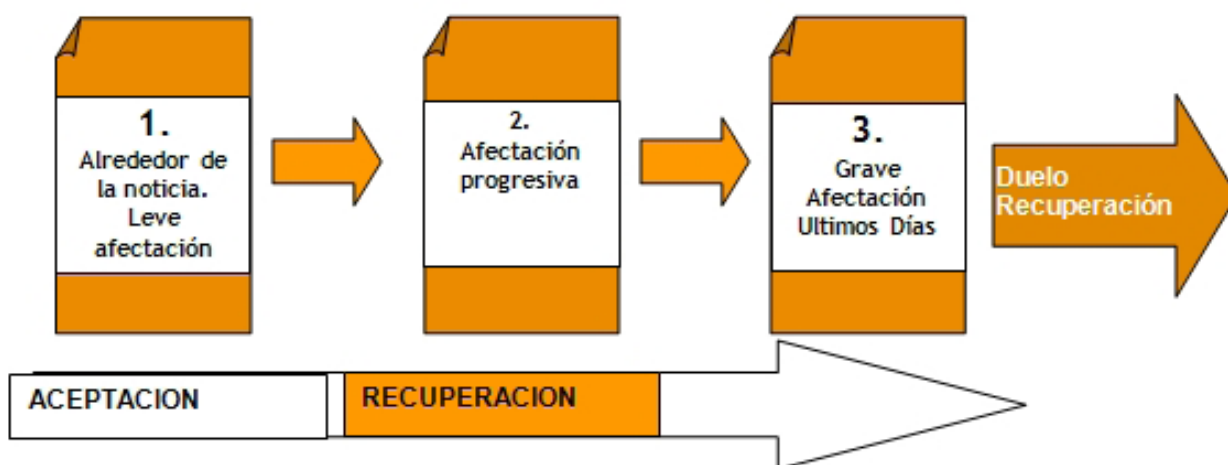 1.
Alrededor de
la noticia.
Leve
afectación
2.
Afectación
progresiva
3.
Grave
Afectación
Ultimos Días
Duelo
Recuperación
ACEPTACION
RECUPERACION